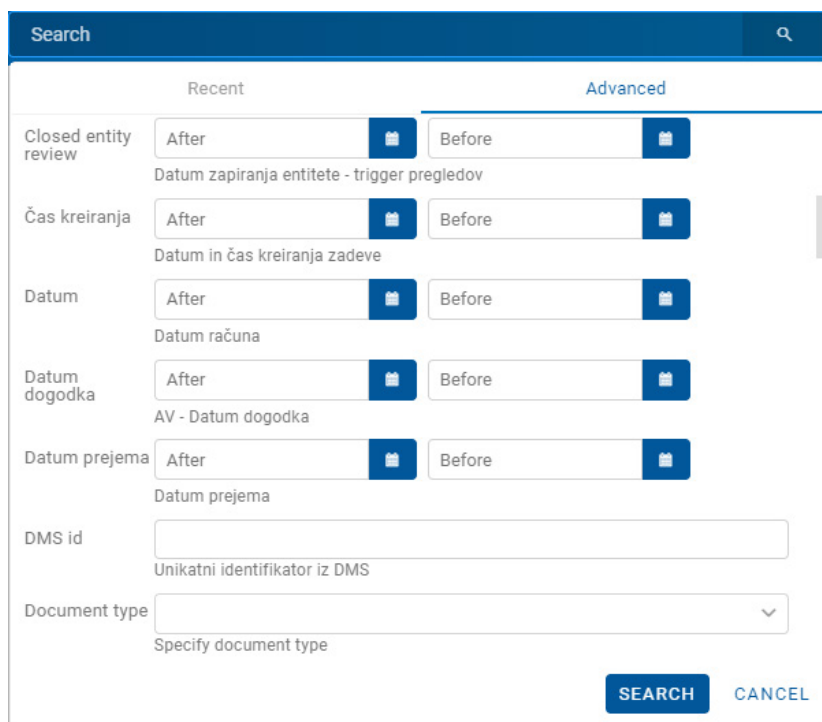 Search
Recent Advanced
Closed entity
review
After Before
Datum zapiranja entitete - trigger pregledov
Čas kreiranja After Before
Datum in čas kreiranja zadeve
Datum After Before
Datum računa
Datum
dogodka
After Before
AV - Datum dogodka
Datum prejema After Before
Datum prejema
DMS id
Unikatni identifikator iz DMS
Document type
Specify document type
SEARCH CANCEL